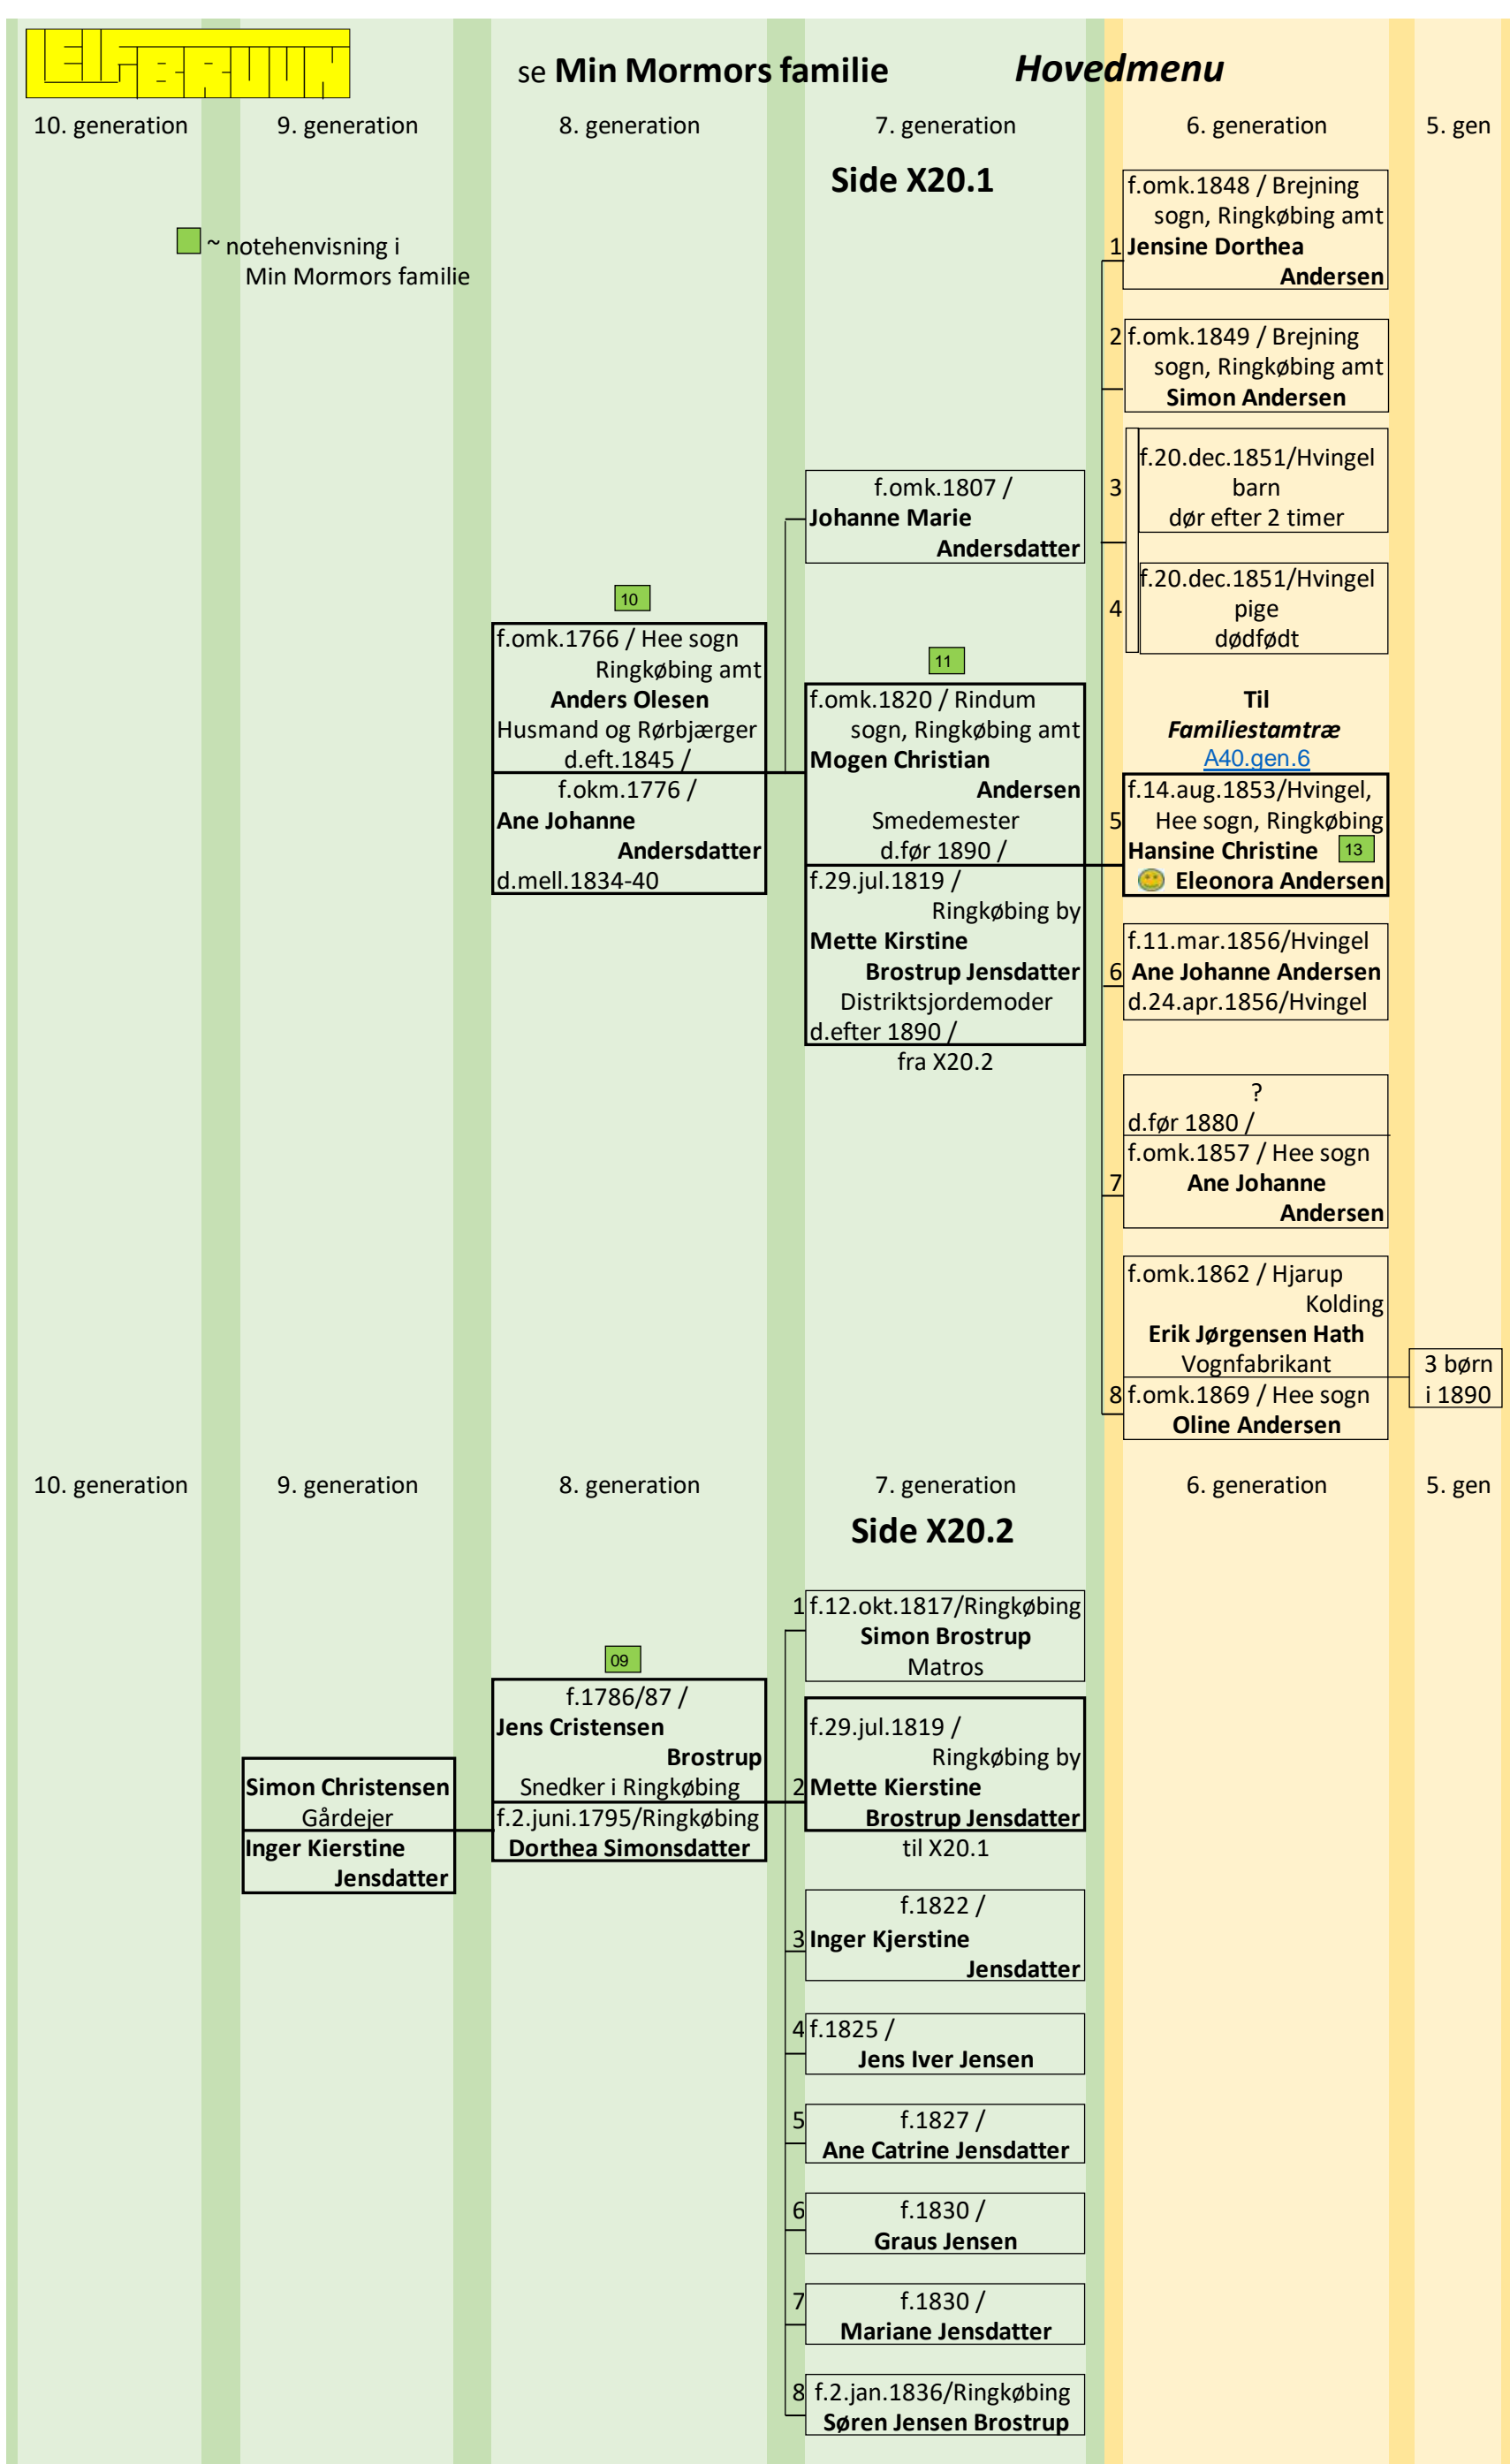 LEIF
BRUUN
se Min Mormors familie
Hovedmenu
10. generation
9. generation
8. generation
7. generation
6. generation
5. gen
Side X20.1
~ notehenvisning i
Min Mormors familie
10
f.omk.1766 / Hee sogn
Ringkøbing amt
Anders Olesen
Husmand og Rørbjærger
d.eft.1845 /
f.okm.1776 /
Ane Johanne
Andersdatter
d.mell.1834-40
f.omk.1807 /
Johanne Marie
Andersdatter
11
f.omk.1820 / Rindum
sogn, Ringkøbing amt
Mogen Christian
Andersen
Smedemester
d.før 1890 /
f.29.jul.1819 /
Ringkøbing by
Mette Kirstine
Brostrup Jensdatter
Distriktsjordemoder
d.efter 1890 /
fra X20.2
f.omk.1848 / Brejning
sogn, Ringkøbing amt
1 Jensine Dorthea
Andersen
2 f.omk.1849 / Brejning
sogn, Ringkøbing amt
Simon Andersen
f.20.dec.1851/Hvingel
3 barn
dør efter 2 timer
f.20.dec.1851/Hvingel
4 pige
dødfødt
Til
Familiestamtræ
A40.gen.6
f.14.aug.1853/Hvingel,
5 Hee sogn, Ringkøbing
Hansine Christine 13
Eleonora Andersen
f.11.mar.1856/Hvingel
6 Ane Johanne Andersen
d.24.apr.1856/Hvingel
?
d.før 1880 /
f.omk.1857 / Hee sogn
7 Ane Johanne
Andersen
f.omk.1862 / Hjarup
Kolding
Erik Jørgensen Hath
Vognfabrikant
8 f.omk.1869 / Hee sogn
Oline Andersen
3 børn
i 1890
10. generation
9. generation
8. generation
7. generation
6. generation
5. gen
Side X20.2
Simon Christensen
Gårdejer
Inger Kierstine
Jensdatter
09
f.1786/87 /
Jens Cristensen
Brostrup
Snedker i Ringkøbing
f.2.juni.1795/Ringkøbing
Dorthea Simonsdatter
1 f.12.okt.1817/Ringkøbing
Simon Brostrup
Matros
f.29.jul.1819 /
Ringkøbing by
2 Mette Kierstine
Brostrup Jensdatter
til X20.1
f.1822 /
3 Inger Kjerstine
Jensdatter
4 f.1825 /
Jens Iver Jensen
5 f.1827 /
Ane Catrine Jensdatter
6 f.1830 /
Graus Jensen
7 f.1830 /
Mariane Jensdatter
8 f.2.jan.1836/Ringkøbing
Søren Jensen Brostrup